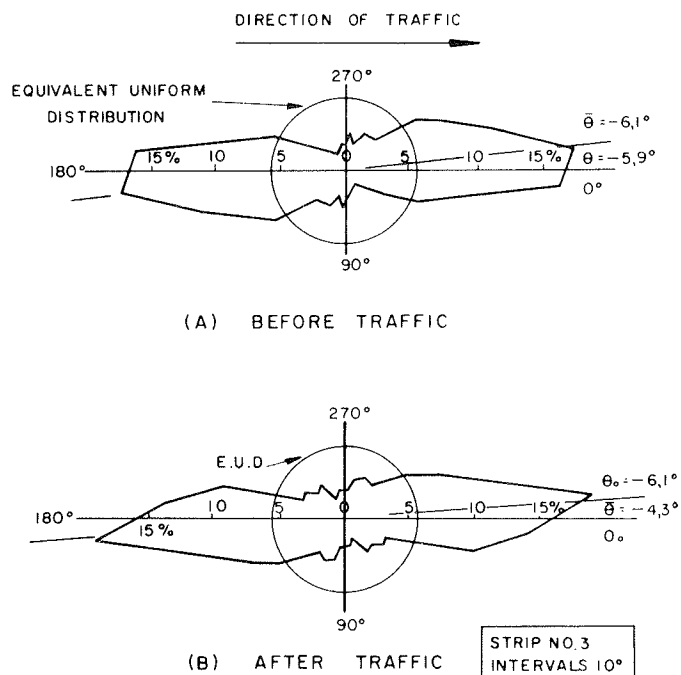 DIRECTION OF TRAFFIC
270°
EQUIVALENT UNIFORM
DISTRIBUTION
θ̄ = -6,1°
15% 10 5 0 5 10 15% θ = -5,9°
180° 0°
90°
(A) BEFORE TRAFFIC
270°
E.U.D
θ₀ = -6,1°
180° 15% 10 5 0 5 10 15% θ̄ = -4,3°
0₀
90°
(B) AFTER TRAFFIC
STRIP NO.3
INTERVALS 10°